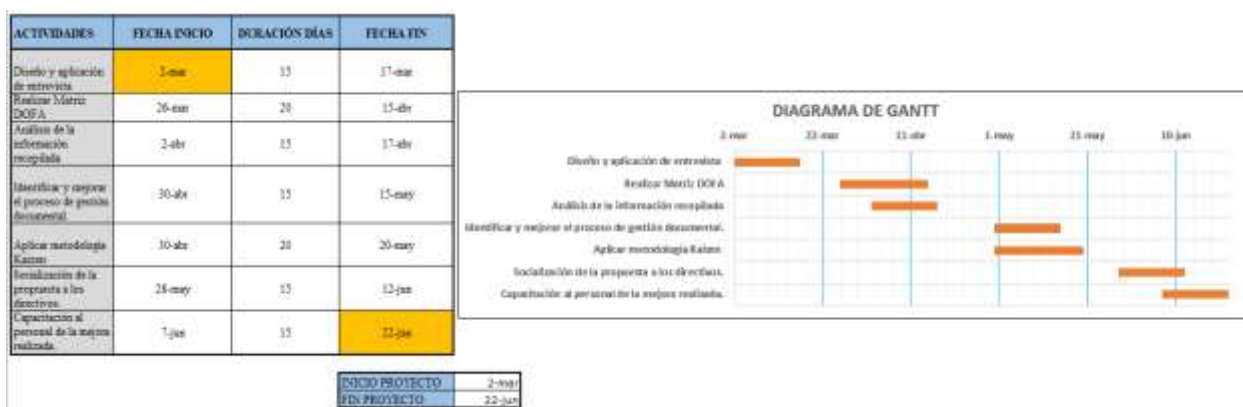 ACTIVIDADES FECHA INICIO DURACIÓN DÍAS FECHA FIN
Diseño y aplicación de entrevista 2-mar 15 17-mar
Realizar Matriz DOFA 26-mar 20 15-abr
Análisis de la información recopilada 2-abr 15 17-abr
Identificar y mejorar el proceso de gestión documental. 30-abr 15 15-may
Aplicar metodología Kaizen 30-abr 20 20-may
Socialización de la propuesta a los directivos. 28-may 15 12-jun
Capacitación al personal de la mejora realizada. 7-jun 15 22-jun
INICIO PROYECTO 2-mar
FIN PROYECTO 22-jun
DIAGRAMA DE GANTT
2-mar 22-mar 11-abr 1-may 21-may 10-jun
Diseño y aplicación de entrevista
Realizar Matriz DOFA
Análisis de la información recopilada
Identificar y mejorar el proceso de gestión documental.
Aplicar metodología Kaizen
Socialización de la propuesta a los directivos.
Capacitación al personal de la mejora realizada.